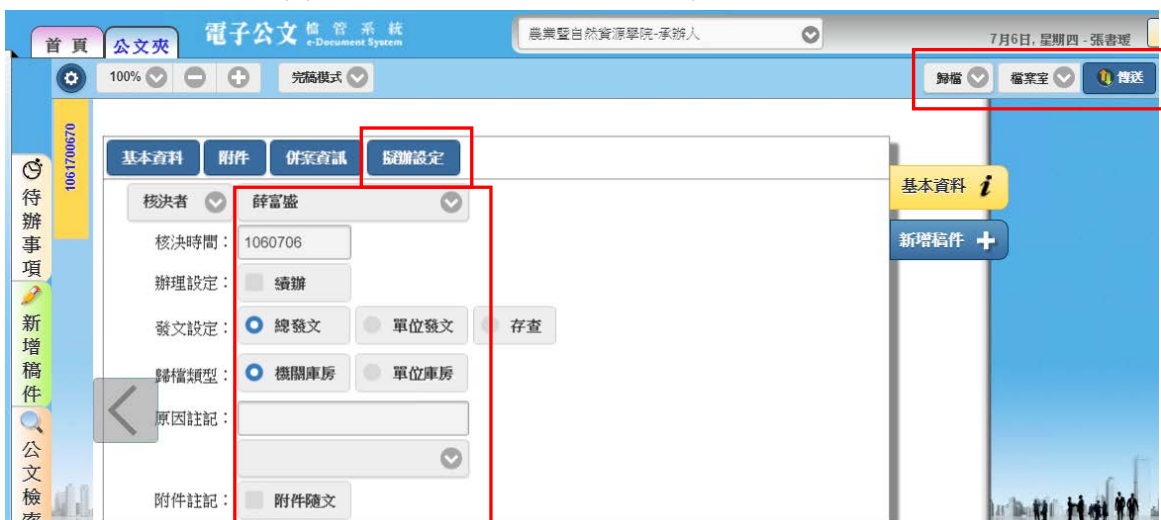 首頁
公文夾
電子公文 檔管系統
e-Document System
農業暨自然資源學院-承辦人
7月6日, 星期四 - 張書瑗
100%
完稿模式
歸檔
檔案室
傳送
1061700670
基本資料
附件
併案資訊
擬辦設定
核決者
薛富盛
核決時間：
1060706
辦理設定：
續辦
發文設定：
總發文
單位發文
存查
歸檔類型：
機關庫房
單位庫房
原因註記：
附件註記：
附件隨文
基本資料 i
新增稿件
待辦事項
新增稿件
公文檢